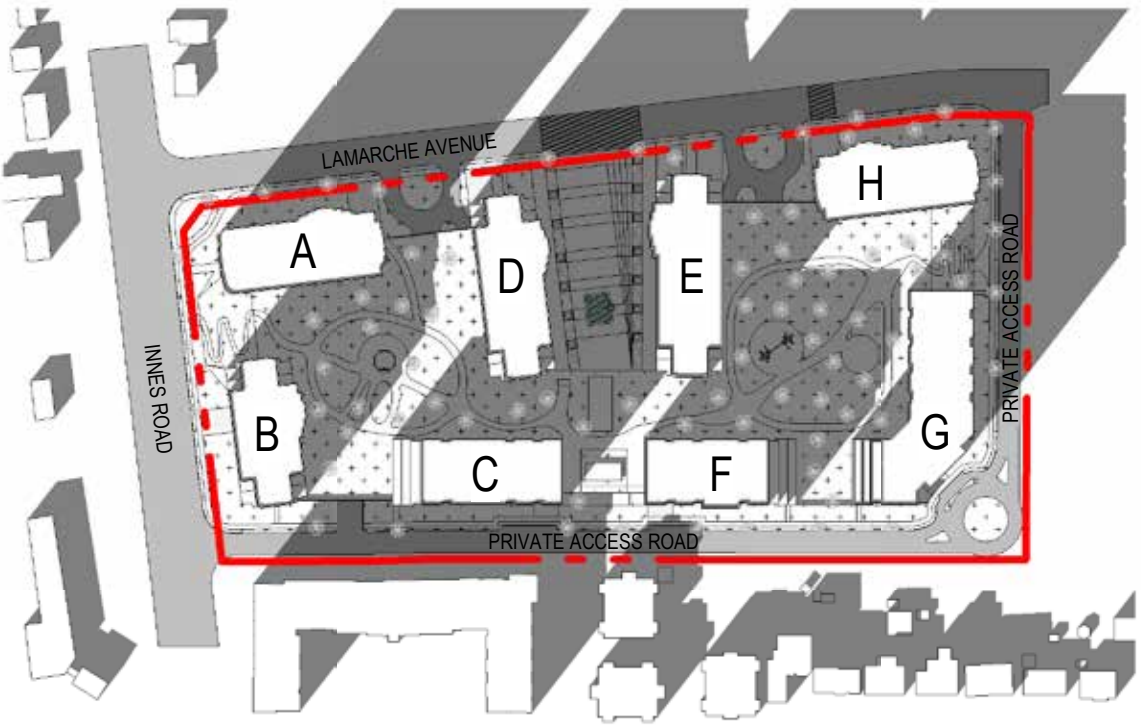 LAMARCHE AVENUE
H
A
D
E
PRIVATE ACCESS ROAD
INNES ROAD
B
G
C
F
PRIVATE ACCESS ROAD